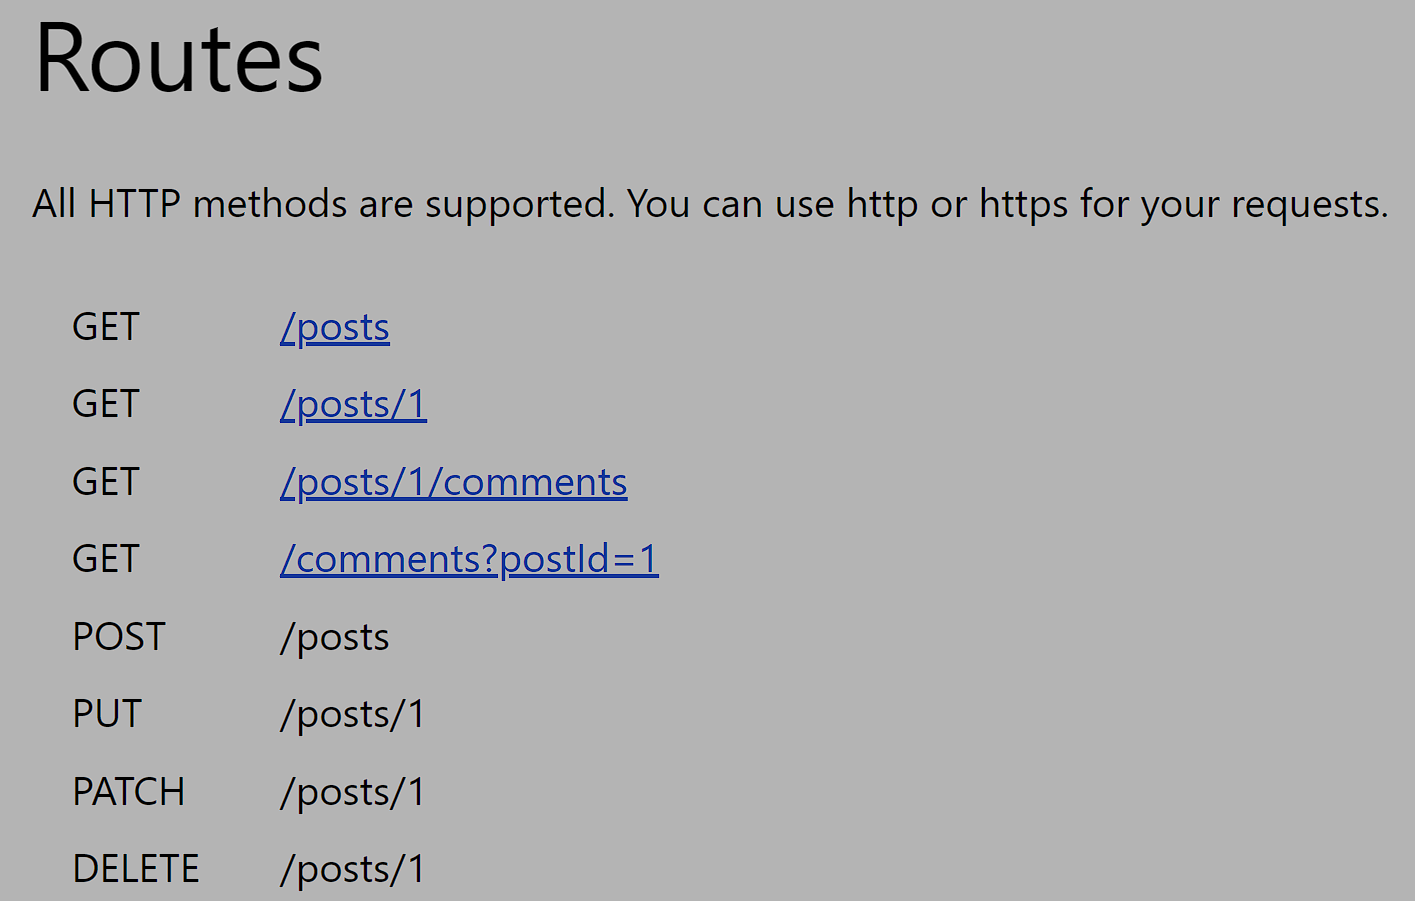 Routes
All HTTP methods are supported. You can use http or https for your requests.
GET /posts
GET /posts/1
GET /posts/1/comments
GET /comments?postId=1
POST /posts
PUT /posts/1
PATCH /posts/1
DELETE /posts/1